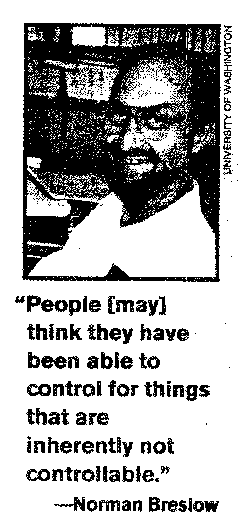 UNIVERSITY OF WASHINGTON
“People [may]
think they have
been able to
control for things
that are
inherently not
controllable.”
—Norman Breslow